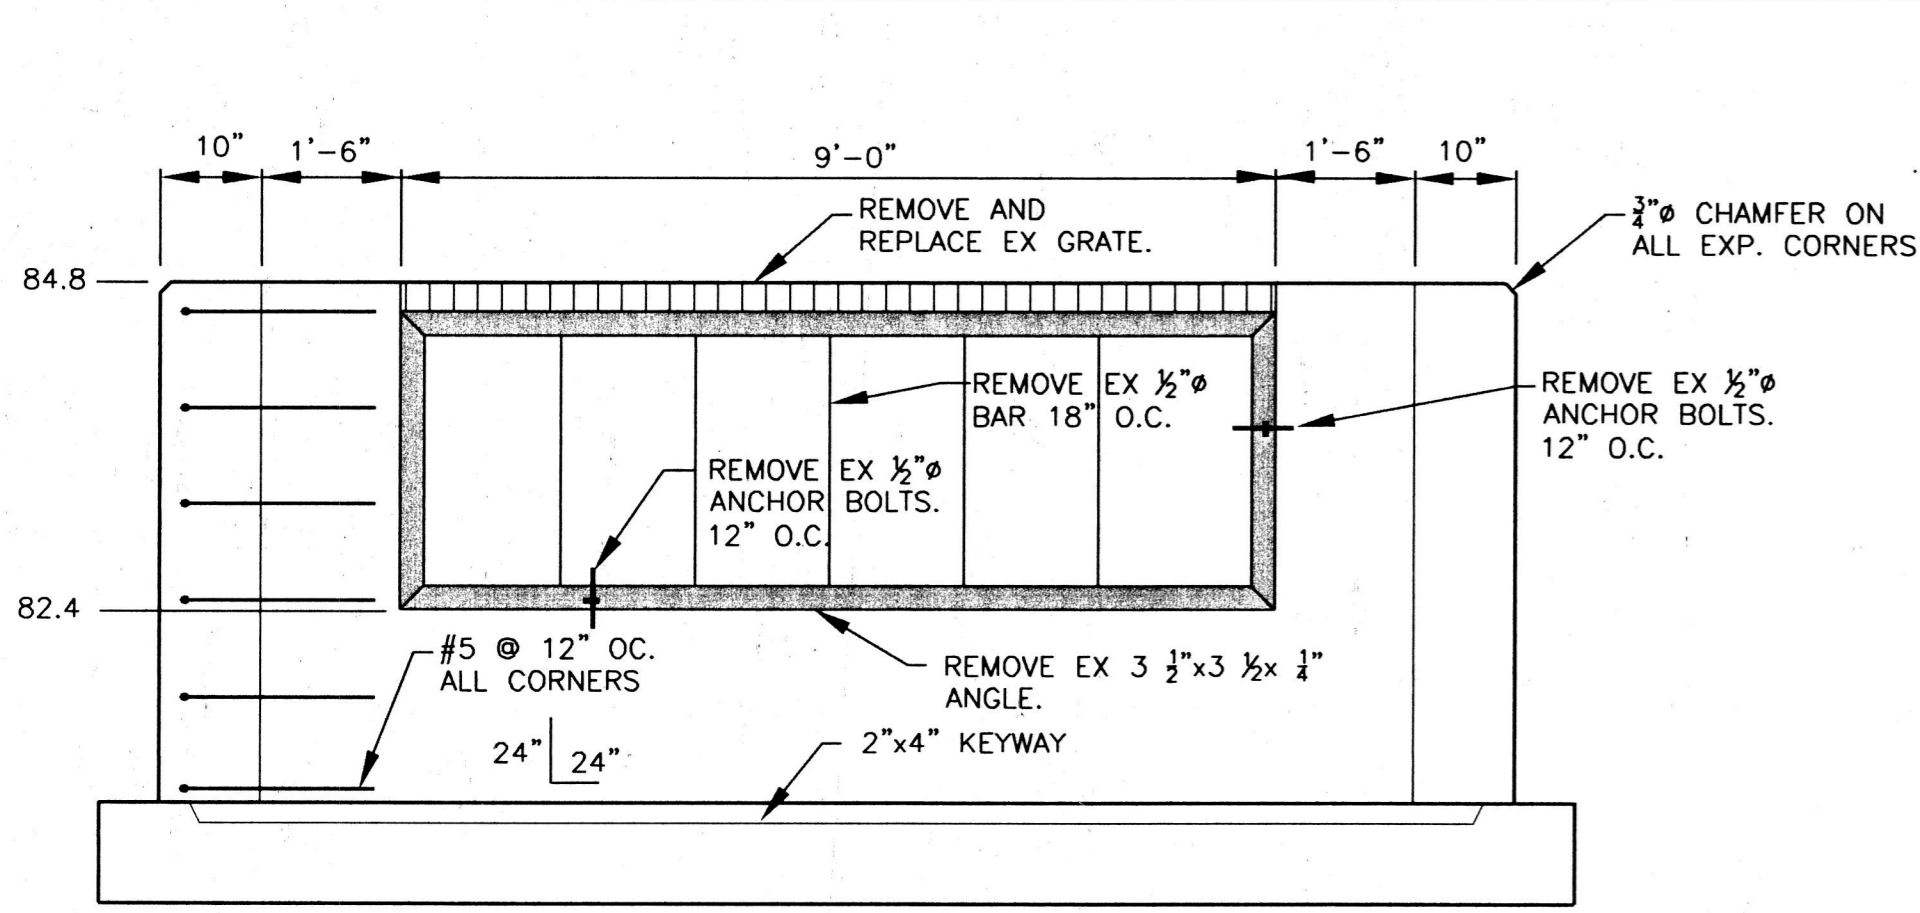 10" 1'-6" 9'-0" 1'-6" 10"
REMOVE AND
REPLACE EX GRATE.
3/4"ø CHAMFER ON
ALL EXP. CORNERS
84.8
REMOVE EX ½"ø
BAR 18" O.C.
REMOVE EX ½"ø
ANCHOR BOLTS.
12" O.C.
REMOVE EX ½"ø
ANCHOR BOLTS.
12" O.C.
82.4
#5 @ 12" OC.
ALL CORNERS
REMOVE EX 3 ½"x3 ½x ¼"
ANGLE.
24" 24"
2"x4" KEYWAY